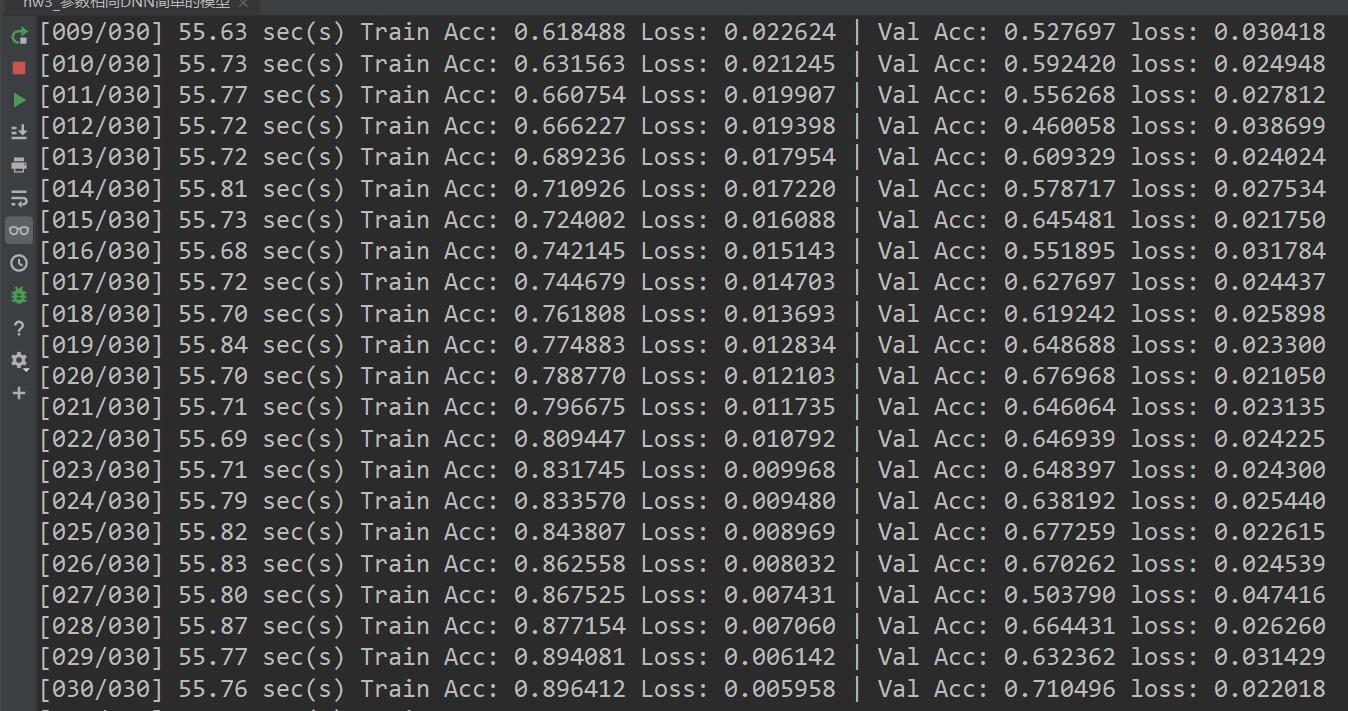 hw3_参数相同DNN简单的模型 ×
[009/030] 55.63 sec(s) Train Acc: 0.618488 Loss: 0.022624 | Val Acc: 0.527697 loss: 0.030418
[010/030] 55.73 sec(s) Train Acc: 0.631563 Loss: 0.021245 | Val Acc: 0.592420 loss: 0.024948
[011/030] 55.77 sec(s) Train Acc: 0.660754 Loss: 0.019907 | Val Acc: 0.556268 loss: 0.027812
[012/030] 55.72 sec(s) Train Acc: 0.666227 Loss: 0.019398 | Val Acc: 0.460058 loss: 0.038699
[013/030] 55.72 sec(s) Train Acc: 0.689236 Loss: 0.017954 | Val Acc: 0.609329 loss: 0.024024
[014/030] 55.81 sec(s) Train Acc: 0.710926 Loss: 0.017220 | Val Acc: 0.578717 loss: 0.027534
[015/030] 55.73 sec(s) Train Acc: 0.724002 Loss: 0.016088 | Val Acc: 0.645481 loss: 0.021750
[016/030] 55.68 sec(s) Train Acc: 0.742145 Loss: 0.015143 | Val Acc: 0.551895 loss: 0.031784
[017/030] 55.72 sec(s) Train Acc: 0.744679 Loss: 0.014703 | Val Acc: 0.627697 loss: 0.024437
[018/030] 55.70 sec(s) Train Acc: 0.761808 Loss: 0.013693 | Val Acc: 0.619242 loss: 0.025898
[019/030] 55.84 sec(s) Train Acc: 0.774883 Loss: 0.012834 | Val Acc: 0.648688 loss: 0.023300
[020/030] 55.70 sec(s) Train Acc: 0.788770 Loss: 0.012103 | Val Acc: 0.676968 loss: 0.021050
[021/030] 55.71 sec(s) Train Acc: 0.796675 Loss: 0.011735 | Val Acc: 0.646064 loss: 0.023135
[022/030] 55.69 sec(s) Train Acc: 0.809447 Loss: 0.010792 | Val Acc: 0.646939 loss: 0.024225
[023/030] 55.71 sec(s) Train Acc: 0.831745 Loss: 0.009968 | Val Acc: 0.648397 loss: 0.024300
[024/030] 55.79 sec(s) Train Acc: 0.833570 Loss: 0.009480 | Val Acc: 0.638192 loss: 0.025440
[025/030] 55.82 sec(s) Train Acc: 0.843807 Loss: 0.008969 | Val Acc: 0.677259 loss: 0.022615
[026/030] 55.83 sec(s) Train Acc: 0.862558 Loss: 0.008032 | Val Acc: 0.670262 loss: 0.024539
[027/030] 55.80 sec(s) Train Acc: 0.867525 Loss: 0.007431 | Val Acc: 0.503790 loss: 0.047416
[028/030] 55.87 sec(s) Train Acc: 0.877154 Loss: 0.007060 | Val Acc: 0.664431 loss: 0.026260
[029/030] 55.77 sec(s) Train Acc: 0.894081 Loss: 0.006142 | Val Acc: 0.632362 loss: 0.031429
[030/030] 55.76 sec(s) Train Acc: 0.896412 Loss: 0.005958 | Val Acc: 0.710496 loss: 0.022018